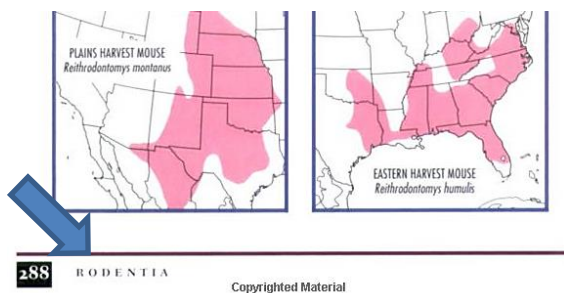 PLAINS HARVEST MOUSE
Reithrodontomys montanus
EASTERN HARVEST MOUSE
Reithrodontomys humulis
288 RODENTIA
Copyrighted Material